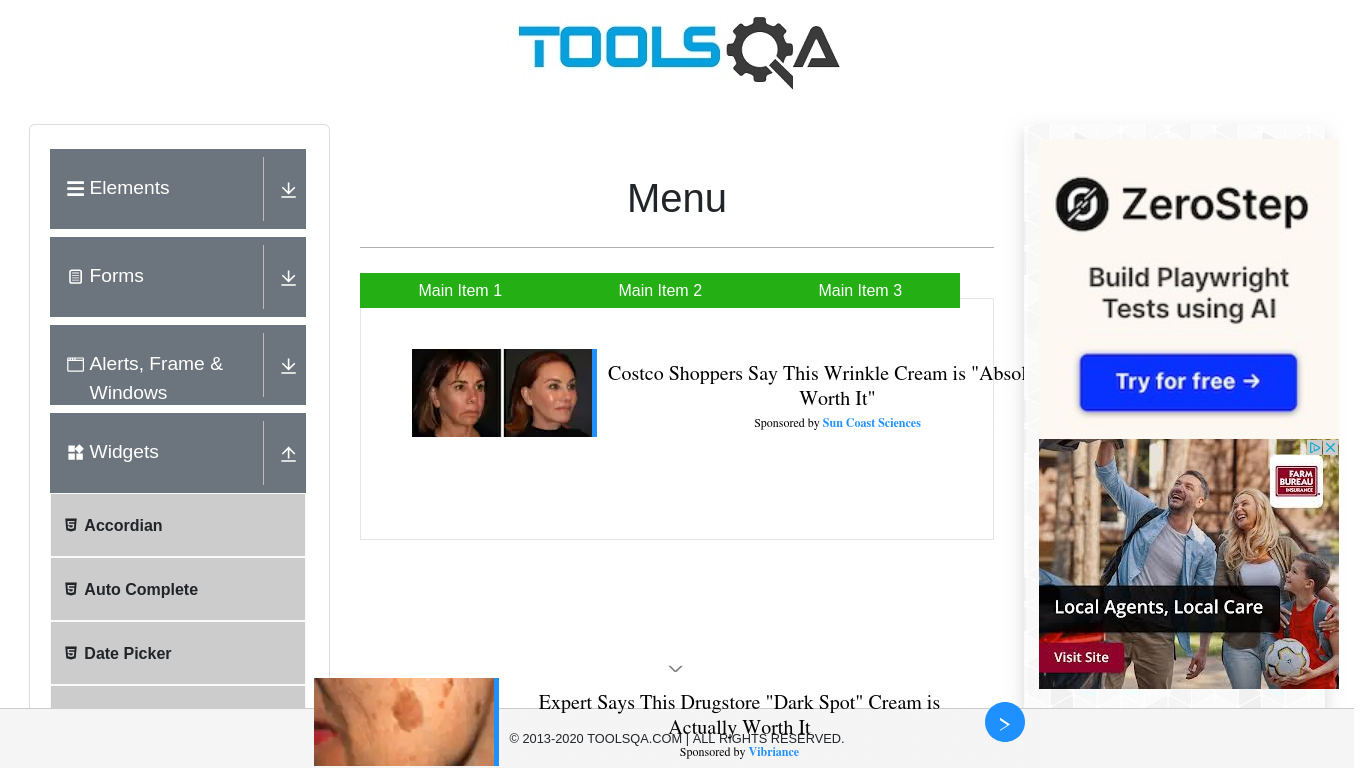 TOOLSQA
Elements
Forms
Alerts, Frame &
Windows
Widgets
Accordian
Auto Complete
Date Picker
Menu
Main Item 1
Main Item 2
Main Item 3
Costco Shoppers Say This Wrinkle Cream is "Absol
Worth It"
Sponsored by Sun Coast Sciences
ZeroStep
Build Playwright
Tests using AI
Try for free →
FARM
BUREAU
INSURANCE
Local Agents, Local Care
Visit Site
Expert Says This Drugstore "Dark Spot" Cream is
Actually Worth It
© 2013-2020 TOOLSQA.COM | ALL RIGHTS RESERVED.
Sponsored by Vibriance